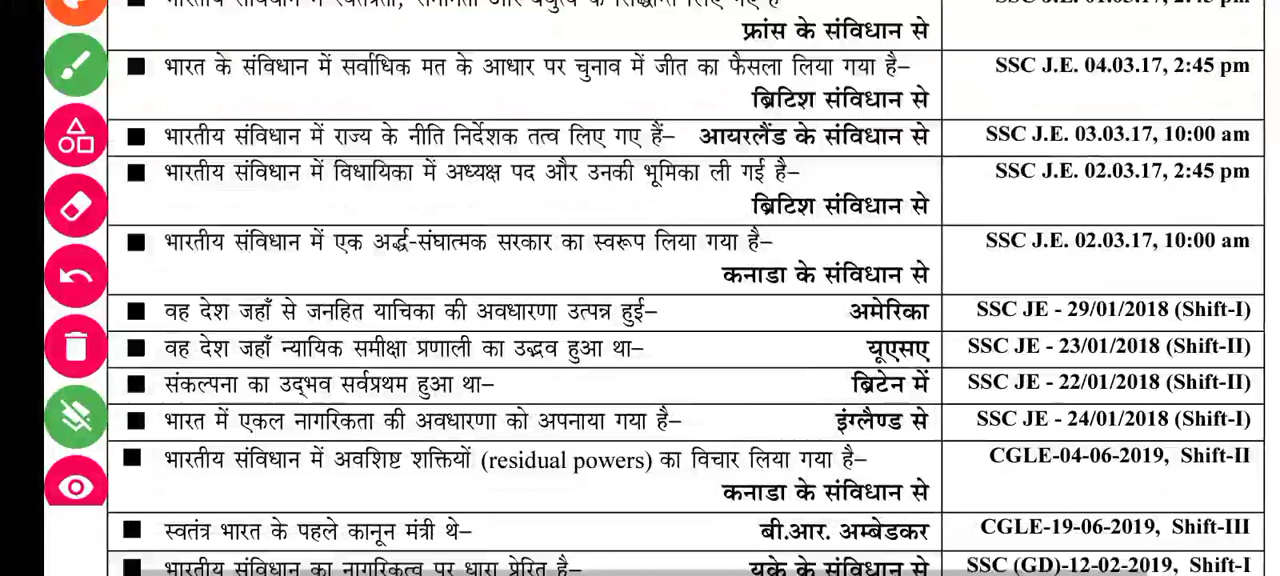 भारतीय संविधान में स्वतंत्रता, समानता और बंधुत्व के सिद्धान्त लिए गए हैं
फ्रांस के संविधान से
■ भारत के संविधान में सर्वाधिक मत के आधार पर चुनाव में जीत का फैसला लिया गया है– SSC J.E. 04.03.17, 2:45 pm
ब्रिटिश संविधान से
■ भारतीय संविधान में राज्य के नीति निर्देशक तत्व लिए गए हैं– आयरलैंड के संविधान से SSC J.E. 03.03.17, 10:00 am
■ भारतीय संविधान में विधायिका में अध्यक्ष पद और उनकी भूमिका ली गई है– SSC J.E. 02.03.17, 2:45 pm
ब्रिटिश संविधान से
■ भारतीय संविधान में एक अर्द्ध-संघात्मक सरकार का स्वरूप लिया गया है– SSC J.E. 02.03.17, 10:00 am
कनाडा के संविधान से
■ वह देश जहाँ से जनहित याचिका की अवधारणा उत्पन्न हुई– अमेरिका SSC JE - 29/01/2018 (Shift-I)
■ वह देश जहाँ न्यायिक समीक्षा प्रणाली का उद्भव हुआ था– यूएसए SSC JE - 23/01/2018 (Shift-II)
■ संकल्पना का उद्‌भव सर्वप्रथम हुआ था– ब्रिटेन में SSC JE - 22/01/2018 (Shift-II)
■ भारत में एकल नागरिकता की अवधारणा को अपनाया गया है– इंग्लैण्ड से SSC JE - 24/01/2018 (Shift-I)
■ भारतीय संविधान में अवशिष्ट शक्तियों (residual powers) का विचार लिया गया है– CGLE-04-06-2019, Shift-II
कनाडा के संविधान से
■ स्वतंत्र भारत के पहले कानून मंत्री थे– बी.आर. अम्बेडकर CGLE-19-06-2019, Shift-III
■ भारतीय संविधान का नागरिकत्व पर धारा प्रेरित है– यूके के संविधान से SSC (GD)-12-02-2019, Shift-I